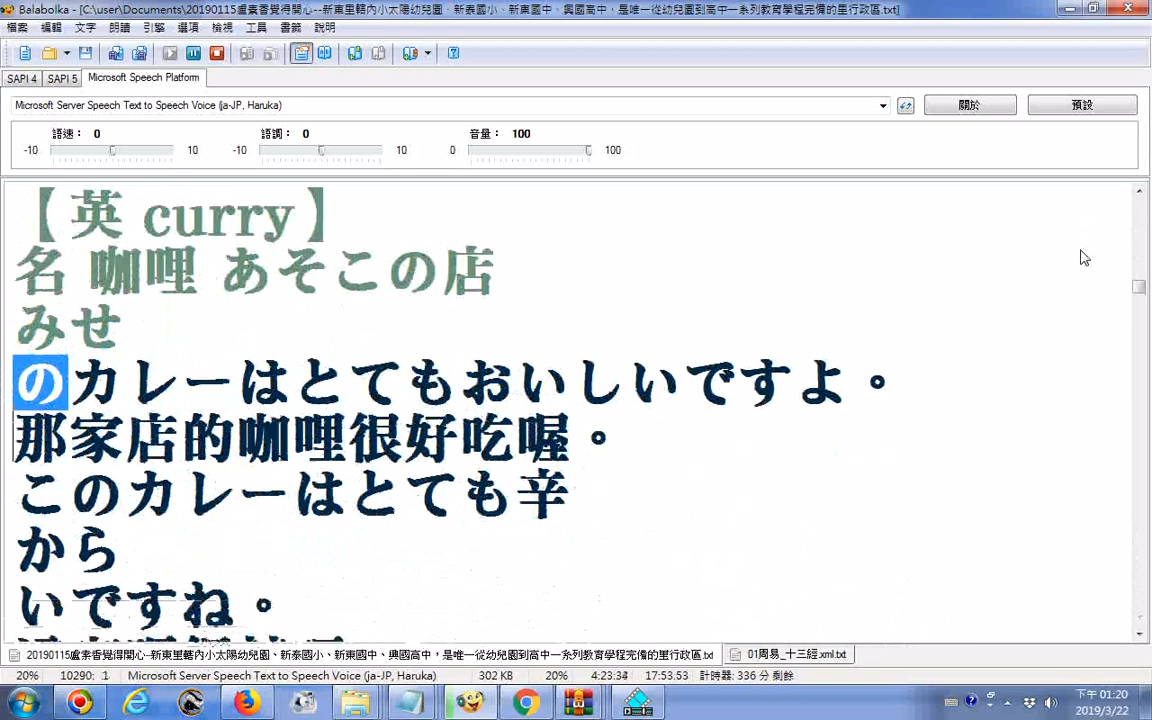 Balabolka - [C:\user\Documents\20190115盧素香覺得開心--新東里轄內小太陽幼兒園、新泰國小、新東國中、興國高中，是唯一從幼兒園到高中一系列教育學程完備的里行政區.txt]
檔案 編輯 文字 朗讀 引擎 選項 檢視 工具 書籤 說明
SAPI 4 SAPI 5 Microsoft Speech Platform
Microsoft Server Speech Text to Speech Voice (ja-JP, Haruka)
關於 預設
語速： 0 語調： 0 音量： 100
-10 10 -10 10 0 100
【英 curry】
名 咖哩 あそこの店
みせ
のカレーはとてもおいしいですよ。
那家店的咖哩很好吃喔。
このカレーはとても辛
から
いですね。
20190115盧素香覺得開心--新東里轄內小太陽幼兒園、新泰國小、新東國中、興國高中，是唯一從幼兒園到高中一系列教育學程完備的里行政區.txt 01周易_十三經.xml.txt
20% 10290: 1 Microsoft Server Speech Text to Speech Voice (ja-JP, Haruka) 302 KB 20% 4:23:34 17:53.53 計時器: 336 分 剩餘
下午 01:20
2019/3/22